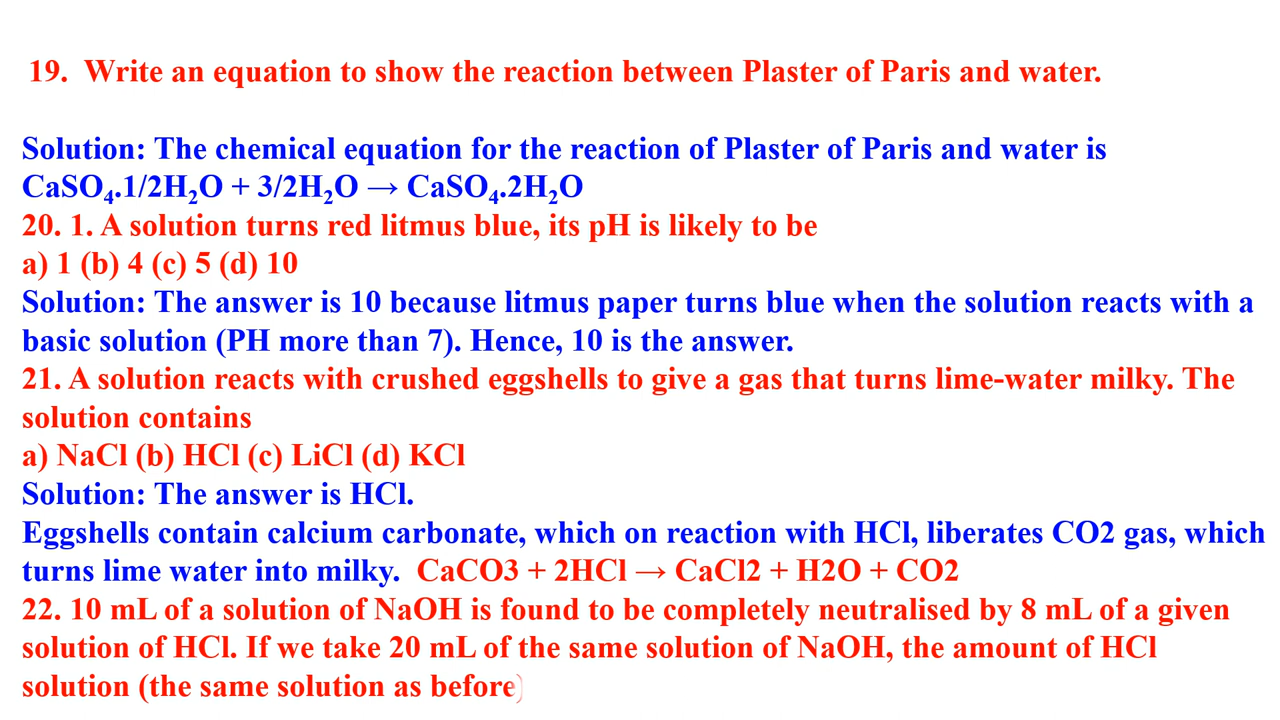 19. Write an equation to show the reaction between Plaster of Paris and water.
Solution: The chemical equation for the reaction of Plaster of Paris and water is
CaSO₄.1/2H₂O + 3/2H₂O → CaSO₄.2H₂O
20. 1. A solution turns red litmus blue, its pH is likely to be
a) 1 (b) 4 (c) 5 (d) 10
Solution: The answer is 10 because litmus paper turns blue when the solution reacts with a
basic solution (PH more than 7). Hence, 10 is the answer.
21. A solution reacts with crushed eggshells to give a gas that turns lime-water milky. The
solution contains
a) NaCl (b) HCl (c) LiCl (d) KCl
Solution: The answer is HCl.
Eggshells contain calcium carbonate, which on reaction with HCl, liberates CO2 gas, which
turns lime water into milky. CaCO3 + 2HCl → CaCl2 + H2O + CO2
22. 10 mL of a solution of NaOH is found to be completely neutralised by 8 mL of a given
solution of HCl. If we take 20 mL of the same solution of NaOH, the amount of HCl
solution (the same solution as before)